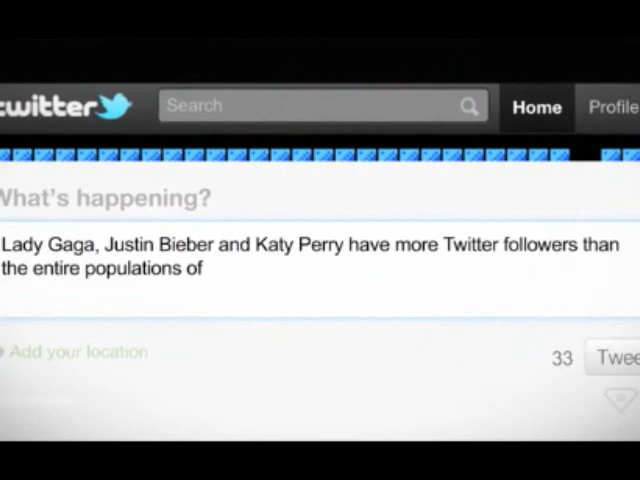 twitter
Search
Home
Profile
What's happening?
Lady Gaga, Justin Bieber and Katy Perry have more Twitter followers than
the entire populations of
Add your location
33
Twee